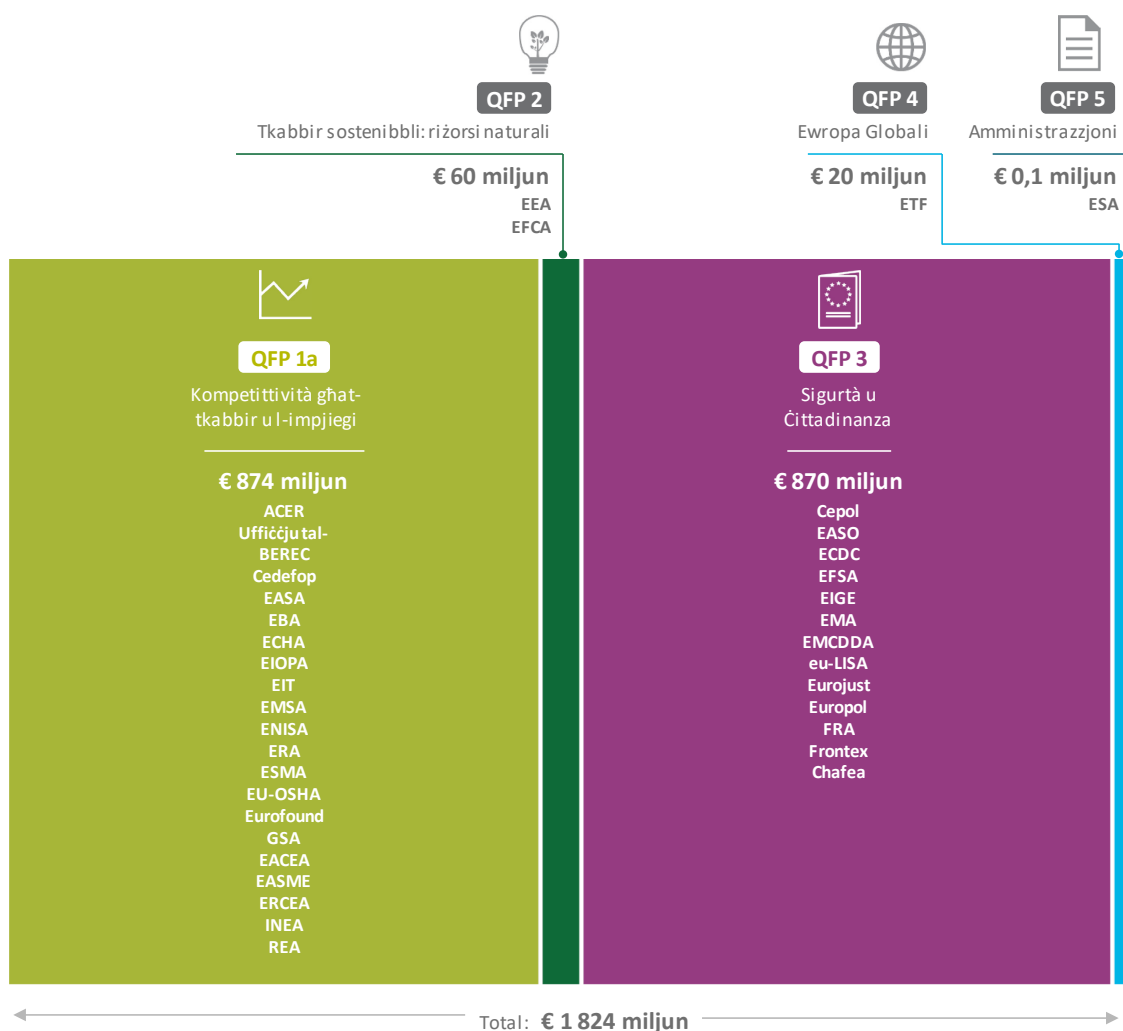 QFP 2
Tkabbir sostenibbli: riżorsi naturali
€ 60 miljun
EEA
EFCA
QFP 4
Ewropa Globali
€ 20 miljun
ETF
QFP 5
Amministrazzjoni
€ 0,1 miljun
ESA
QFP 1a
Kompetittività għat-
tkabbir u l-impjiegi
€ 874 miljun
ACER
Uffiċċju tal-
BEREC
Cedefop
EASA
EBA
ECHA
EIOPA
EIT
EMSA
ENISA
ERA
ESMA
EU-OSHA
Eurofound
GSA
EACEA
EASME
ERCEA
INEA
REA
QFP 3
Sigurtà u
Ċittadinanza
€ 870 miljun
Cepol
EASO
ECDC
EFSA
EIGE
EMA
EMCDDA
eu-LISA
Eurojust
Europol
FRA
Frontex
Chafea
Total: € 1 824 miljun